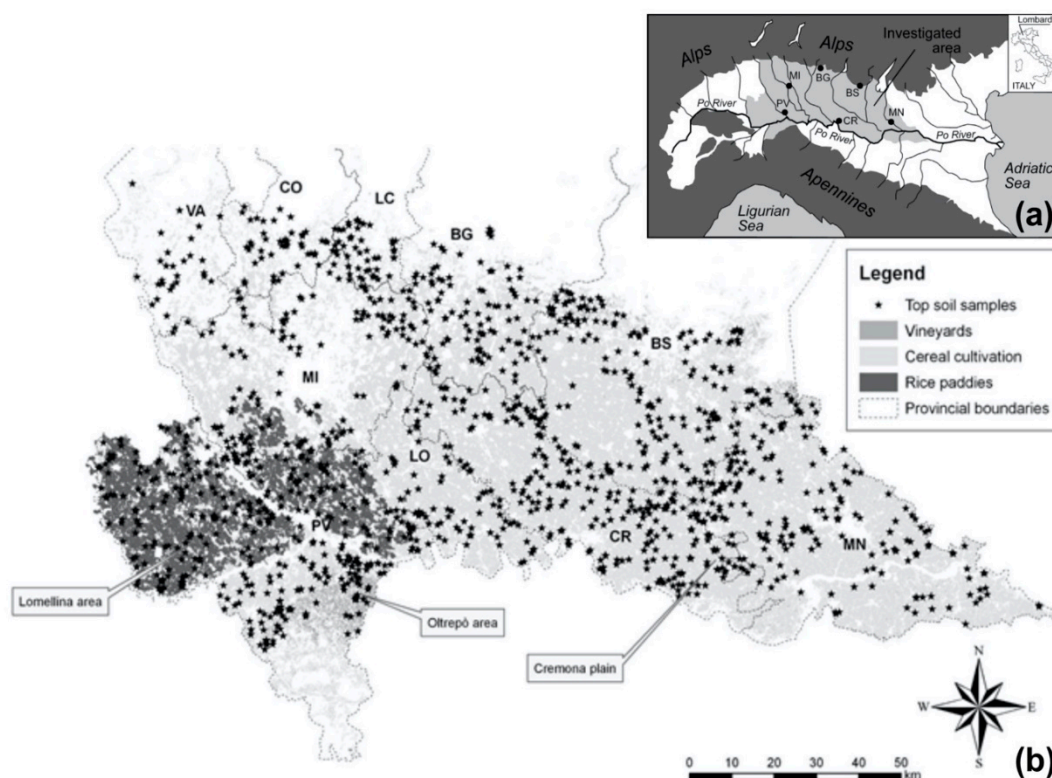 Lombardy
ITALY
Alps
Alps
Investigated
area
MI
BG
BS
PV
CR
MN
Po River
Po River
Po River
Apennines
Adriatic
Sea
Ligurian
Sea
(a)
VA
CO
LC
BG
MI
BS
LO
PV
CR
MN
Legend
Top soil samples
Vineyards
Cereal cultivation
Rice paddies
Provincial boundaries
Lomellina area
Oltrepò area
Cremona plain
N
W
E
S
0 10 20 30 40 50
km
(b)